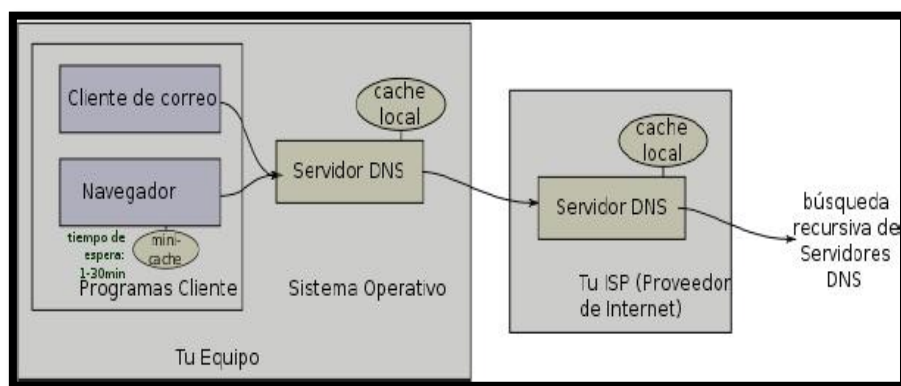 Cliente de correo
Navegador
tiempo de
espera:
1-30min
mini-
cache
Programas Cliente
cache
local
Servidor DNS
Sistema Operativo
Tu Equipo
cache
local
Servidor DNS
Tu ISP (Proveedor
de Internet)
búsqueda
recursiva de
Servidores
DNS